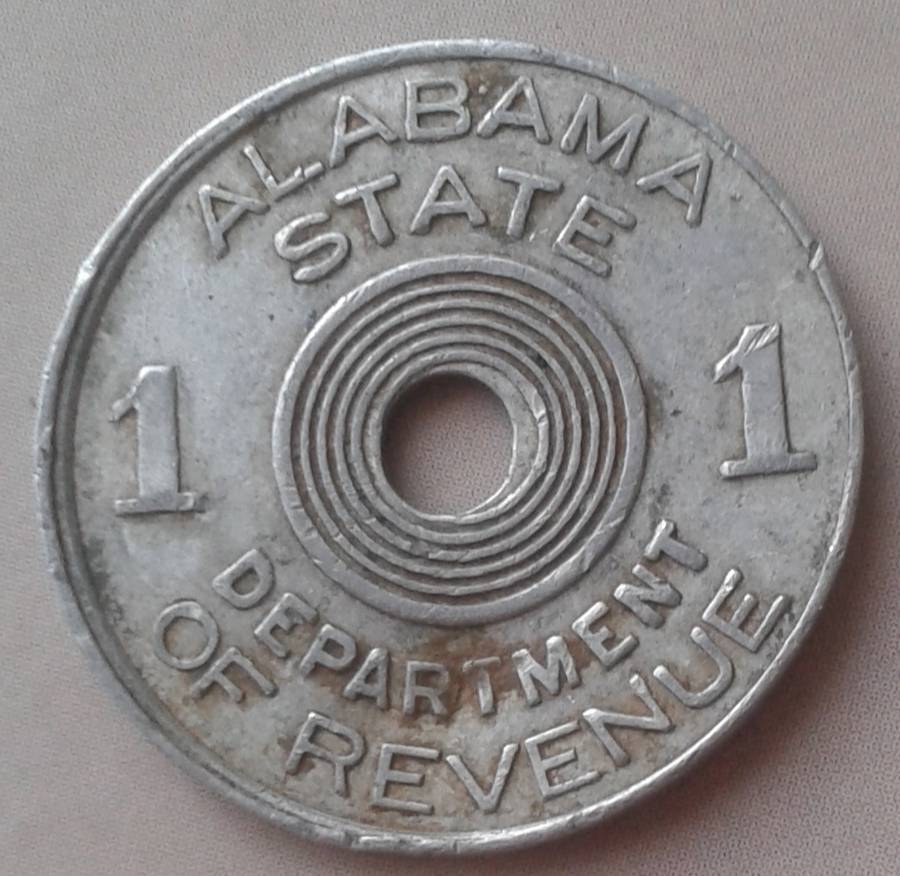 ALABAMA
STATE
1 1
DEPARTMENT
OF REVENUE